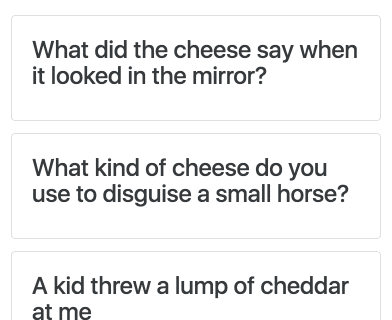 What did the cheese say when
it looked in the mirror?
What kind of cheese do you
use to disguise a small horse?
A kid threw a lump of cheddar
at me